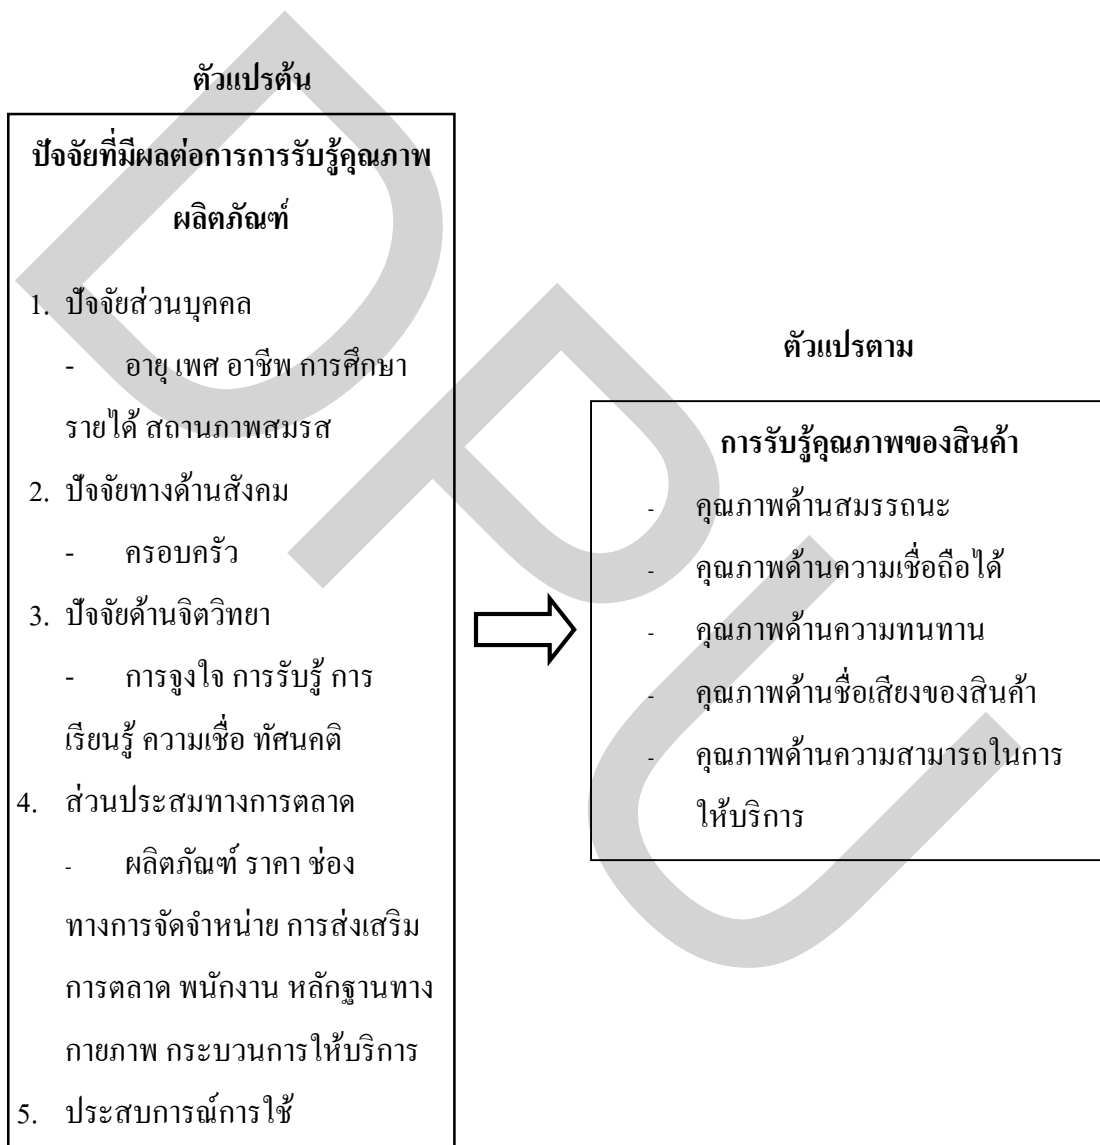 ตัวแปรต้น
ปัจจัยที่มีผลต่อการการรับรู้คุณภาพ
ผลิตภัณฑ์
1. ปัจจัยส่วนบุคคล
- อายุ เพศ อาชีพ การศึกษา
รายได้ สถานภาพสมรส
2. ปัจจัยทางด้านสังคม
- ครอบครัว
3. ปัจจัยด้านจิตวิทยา
- การจูงใจ การรับรู้ การ
เรียนรู้ ความเชื่อ ทัศนคติ
4. ส่วนประสมทางการตลาด
- ผลิตภัณฑ์ ราคา ช่อง
ทางการจัดจำหน่าย การส่งเสริม
การตลาด พนักงาน หลักฐานทาง
กายภาพ กระบวนการให้บริการ
5. ประสบการณ์การใช้
ตัวแปรตาม
การรับรู้คุณภาพของสินค้า
- คุณภาพด้านสมรรถนะ
- คุณภาพด้านความเชื่อถือได้
- คุณภาพด้านความทนทาน
- คุณภาพด้านชื่อเสียงของสินค้า
- คุณภาพด้านความสามารถในการ
ให้บริการ
DPU